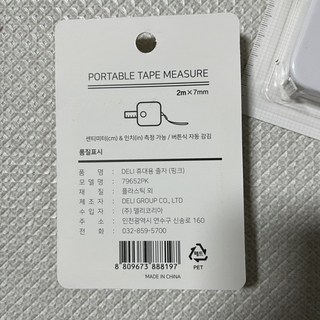 PORTABLE TAPE MEASURE
2m×7mm
센티미터(cm) & 인치(in) 측정 가능 / 버튼식 자동 감김
품질표시
품 명 : DELI 휴대용 줄자 (핑크)
모 델 명 : 79652PK
재 질 : 플라스틱 외
제 조 자 : DELI GROUP CO., LTD
수 입 자 : (주) 델리코리아
주 소 : 인천광역시 연수구 신송로 160
전 화 : 032-859-5700
8 809673 888197
MADE IN CHINA
페트
PET